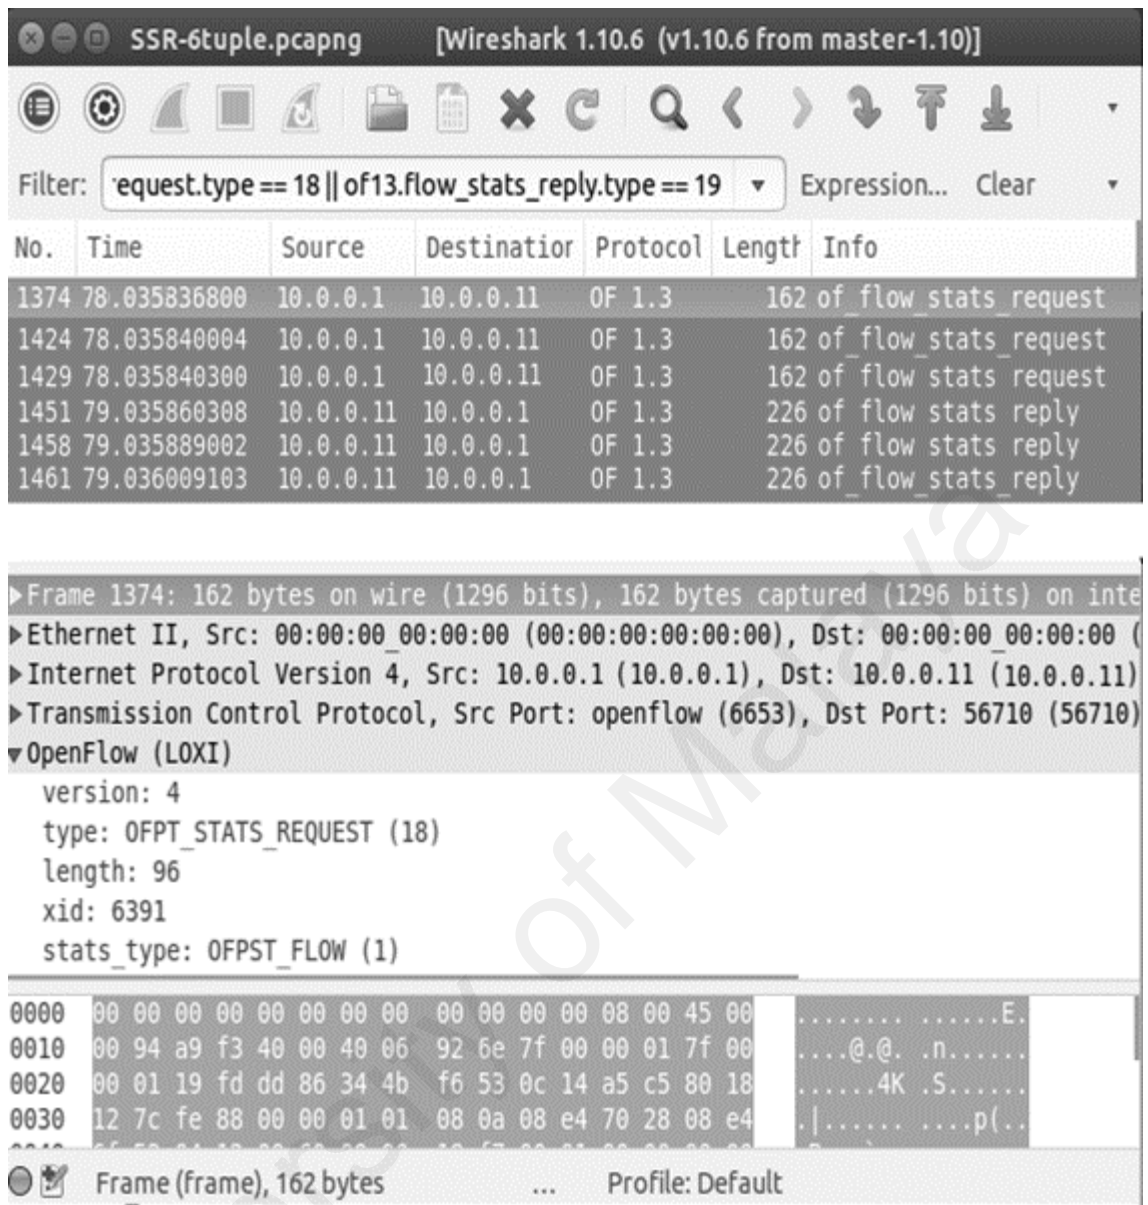 SSR-6tuple.pcapng [Wireshark 1.10.6 (v1.10.6 from master-1.10)]
Filter: equest.type == 18 || of13.flow_stats_reply.type == 19 Expression... Clear
No. Time Source Destination Protocol Length Info
1374 78.035836800 10.0.0.1 10.0.0.11 OF 1.3 162 of_flow_stats_request
1424 78.035840004 10.0.0.1 10.0.0.11 OF 1.3 162 of_flow_stats_request
1429 78.035840300 10.0.0.1 10.0.0.11 OF 1.3 162 of_flow_stats_request
1451 79.035860308 10.0.0.11 10.0.0.1 OF 1.3 226 of_flow_stats_reply
1458 79.035889002 10.0.0.11 10.0.0.1 OF 1.3 226 of_flow_stats_reply
1461 79.036009103 10.0.0.11 10.0.0.1 OF 1.3 226 of_flow_stats_reply
Frame 1374: 162 bytes on wire (1296 bits), 162 bytes captured (1296 bits) on inte
Ethernet II, Src: 00:00:00_00:00:00 (00:00:00:00:00:00), Dst: 00:00:00_00:00:00 (
Internet Protocol Version 4, Src: 10.0.0.1 (10.0.0.1), Dst: 10.0.0.11 (10.0.0.11)
Transmission Control Protocol, Src Port: openflow (6653), Dst Port: 56710 (56710)
OpenFlow (LOXI)
version: 4
type: OFPT_STATS_REQUEST (18)
length: 96
xid: 6391
stats_type: OFPST_FLOW (1)
0000 00 00 00 00 00 00 00 00 00 00 00 00 08 00 45 00 ........ ......E.
0010 00 94 a9 f3 40 00 40 06 92 6e 7f 00 00 01 7f 00 ....@.@. .n......
0020 00 01 19 fd dd 86 34 4b f6 53 0c 14 a5 c5 80 18 ......4K .S......
0030 12 7c fe 88 00 00 01 01 08 0a 08 e4 70 28 08 e4 .|...... ....p(..
Frame (frame), 162 bytes ... Profile: Default
of Malaya